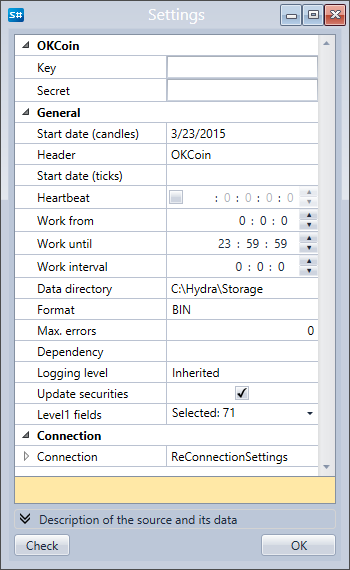 S# Settings
OKCoin
Key
Secret
General
Start date (candles) 3/23/2015
Header OKCoin
Start date (ticks)
Heartbeat : 0 : 0 : 0 : 0
Work from 0 : 0 : 0
Work until 23 : 59 : 59
Work interval 0 : 0 : 0
Data directory C:\Hydra\Storage
Format BIN
Max. errors 0
Dependency
Logging level Inherited
Update securities
Level1 fields Selected: 71
Connection
Connection ReConnectionSettings
Description of the source and its data
Check OK